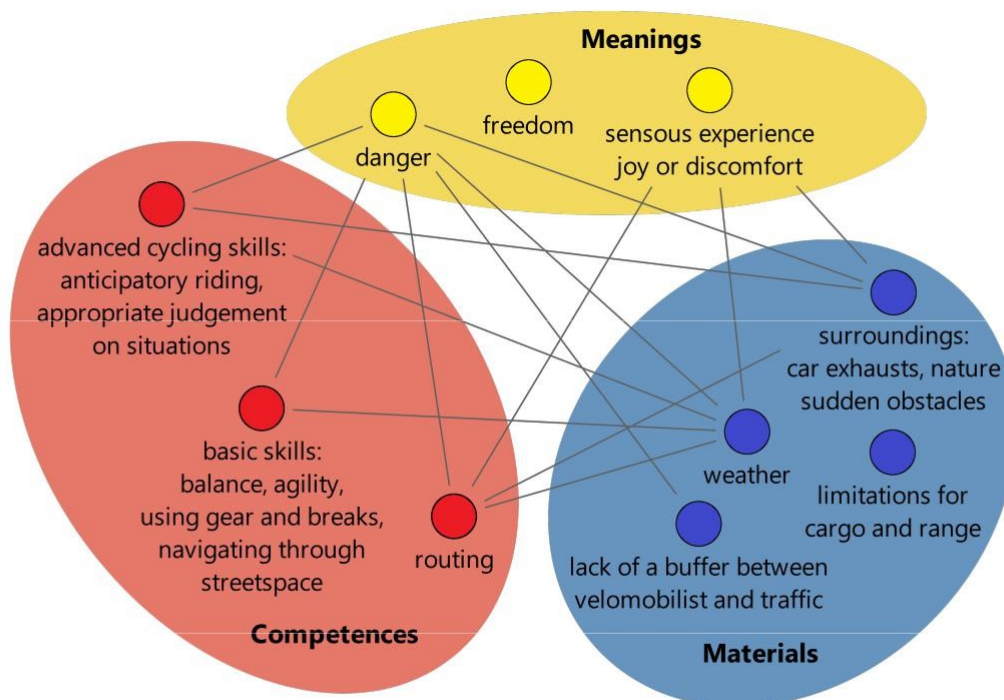 Meanings
danger
freedom
sensous experience
joy or discomfort
advanced cycling skills:
anticipatory riding,
appropriate judgement
on situations
basic skills:
balance, agility,
using gear and breaks,
navigating through
streetspace
routing
Competences
surroundings:
car exhausts, nature
sudden obstacles
weather
limitations for
cargo and range
lack of a buffer between
velomobilist and traffic
Materials